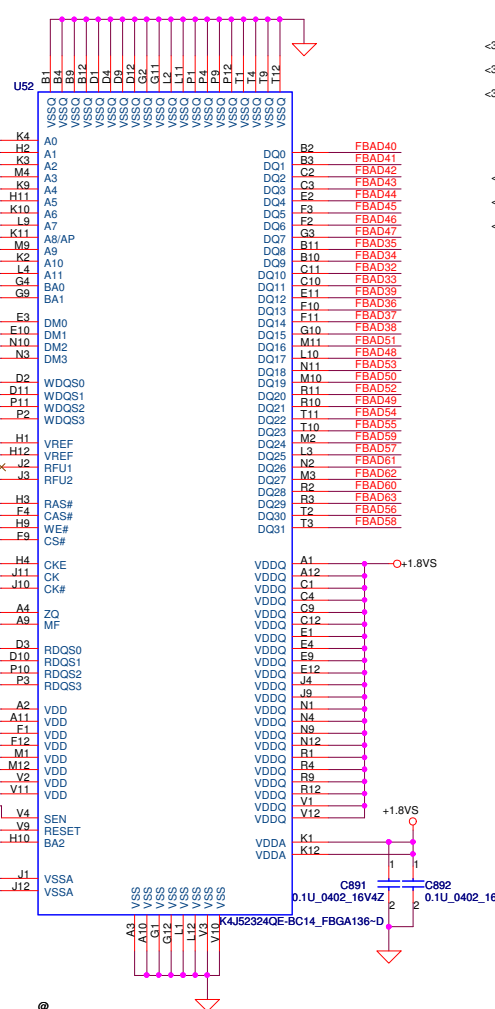 B1 B4 B9 B12 D1 D4 D9 D12 G2 G11 L2 L11 P1 P4 P9 P12 T1 T4 T9 T12
U52
VSSQ VSSQ VSSQ VSSQ VSSQ VSSQ VSSQ VSSQ VSSQ VSSQ VSSQ VSSQ VSSQ VSSQ VSSQ VSSQ VSSQ VSSQ VSSQ VSSQ
K4 A0
H2 A1
K3 A2
M4 A3
K9 A4
H11 A5
K10 A6
L9 A7
K11 A8/AP
M9 A9
K2 A10
L4 A11
G4 BA0
G9 BA1
E3 DM0
E10 DM1
N10 DM2
N3 DM3
D2 WDQS0
D11 WDQS1
P11 WDQS2
P2 WDQS3
H1 VREF
H12 VREF
J2 RFU1
J3 RFU2
H3 RAS#
F4 CAS#
H9 WE#
F9 CS#
H4 CKE
J11 CK
J10 CK#
A4 ZQ
A9 MF
D3 RDQS0
D10 RDQS1
P10 RDQS2
P3 RDQS3
A2 VDD
A11 VDD
F1 VDD
F12 VDD
M1 VDD
M12 VDD
V2 VDD
V11 VDD
V4 SEN
V9 RESET
H10 BA2
J1 VSSA
J12 VSSA
DQ0 B2 FBAD40
DQ1 B3 FBAD41
DQ2 C2 FBAD42
DQ3 C3 FBAD43
DQ4 E2 FBAD44
DQ5 F3 FBAD45
DQ6 F2 FBAD46
DQ7 G3 FBAD47
DQ8 B11 FBAD35
DQ9 B10 FBAD34
DQ10 C11 FBAD32
DQ11 C10 FBAD33
DQ12 E11 FBAD39
DQ13 F10 FBAD36
DQ14 F11 FBAD37
DQ15 G10 FBAD38
DQ16 M11 FBAD51
DQ17 L10 FBAD48
DQ18 N11 FBAD53
DQ19 M10 FBAD50
DQ20 R11 FBAD52
DQ21 R10 FBAD49
DQ22 T11 FBAD54
DQ23 T10 FBAD55
DQ24 M2 FBAD59
DQ25 L3 FBAD57
DQ26 N2 FBAD61
DQ27 M3 FBAD62
DQ28 R2 FBAD60
DQ29 R3 FBAD63
DQ30 T2 FBAD56
DQ31 T3 FBAD58
VDDQ A1 +1.8VS
VDDQ A12
VDDQ C1
VDDQ C4
VDDQ C9
VDDQ C12
VDDQ E1
VDDQ E4
VDDQ E9
VDDQ E12
VDDQ J4
VDDQ J9
VDDQ N1
VDDQ N4
VDDQ N9
VDDQ N12
VDDQ R1
VDDQ R4
VDDQ R9
VDDQ R12
VDDQ V1
VDDQ V12
+1.8VS
VDDA K1
VDDA K12
1 1
C891 C892
0.1U_0402_16V4Z 0.1U_0402_16
2 2
VSS VSS VSS VSS VSS VSS VSS VSS
K4J52324QE-BC14_FBGA136~D
A3 A10 G1 G12 L1 L12 V3 V10
@